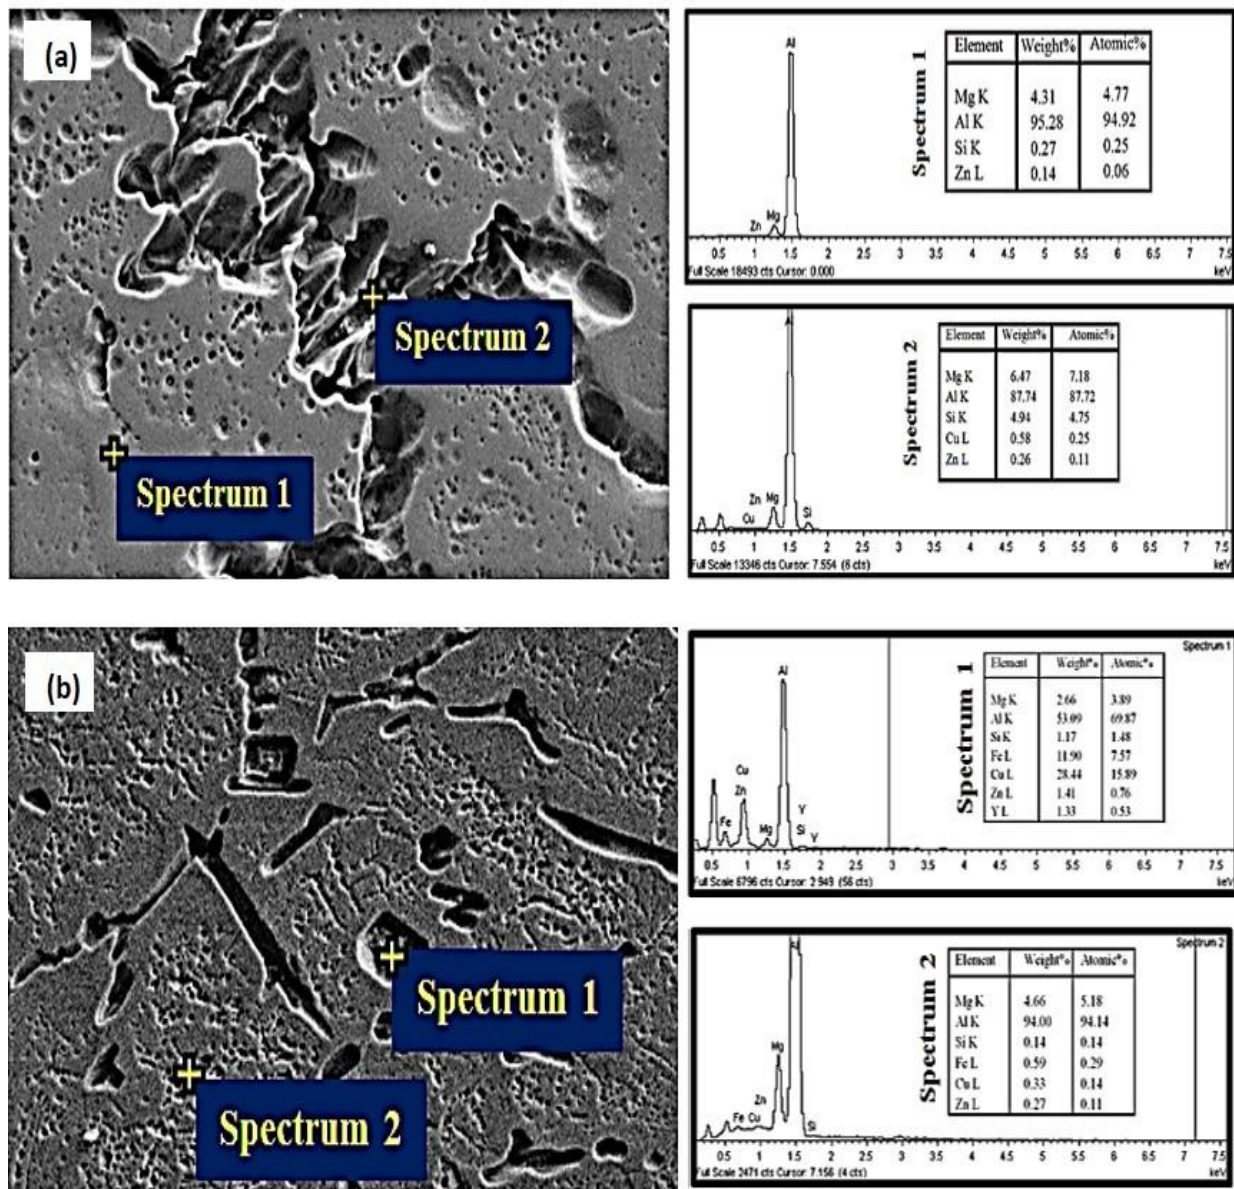 (a)
Spectrum 2
Spectrum 1
Spectrum 1
Element Weight% Atomic%
Mg K 4.31 4.77
Al K 95.28 94.92
Si K 0.27 0.25
Zn L 0.14 0.06
Al
Zn Mg
0.5 1 1.5 2 2.5 3 3.5 4 4.5 5 5.5 6 6.5 7 7.5
Full Scale 18493 cts Cursor: 0.000
keV
Spectrum 2
Element Weight% Atomic%
Mg K 6.47 7.18
Al K 87.74 87.72
Si K 4.94 4.75
Cu L 0.58 0.25
Zn L 0.26 0.11
Zn Mg
Cu
Si
0.5 1 1.5 2 2.5 3 3.5 4 4.5 5 5.5 6 6.5 7 7.5
Full Scale 13346 cts Cursor: 7.554 (6 cts)
keV
(b)
Spectrum 1
Spectrum 2
Spectrum 1
Spectrum 1
Element Weight% Atomic%
Mg K 2.66 3.89
Al K 53.09 69.87
Si K 1.17 1.48
Fe L 11.90 7.57
Cu L 28.44 15.89
Zn L 1.41 0.76
Y L 1.33 0.53
Al
Cu
Zn
Fe
Mg
Y
Si
Y
0.5 1 1.5 2 2.5 3 3.5 4 4.5 5 5.5 6 6.5 7 7.5
Full Scale 6796 cts Cursor: 2.949 (56 cts)
keV
Spectrum 2
Spectrum 2
Element Weight% Atomic%
Mg K 4.66 5.18
Al K 94.00 94.14
Si K 0.14 0.14
Fe L 0.59 0.29
Cu L 0.33 0.14
Zn L 0.27 0.11
Al
Mg
Zn
Fe Cu
Si
0.5 1 1.5 2 2.5 3 3.5 4 4.5 5 5.5 6 6.5 7 7.5
Full Scale 2471 cts Cursor: 7.156 (4 cts)
keV